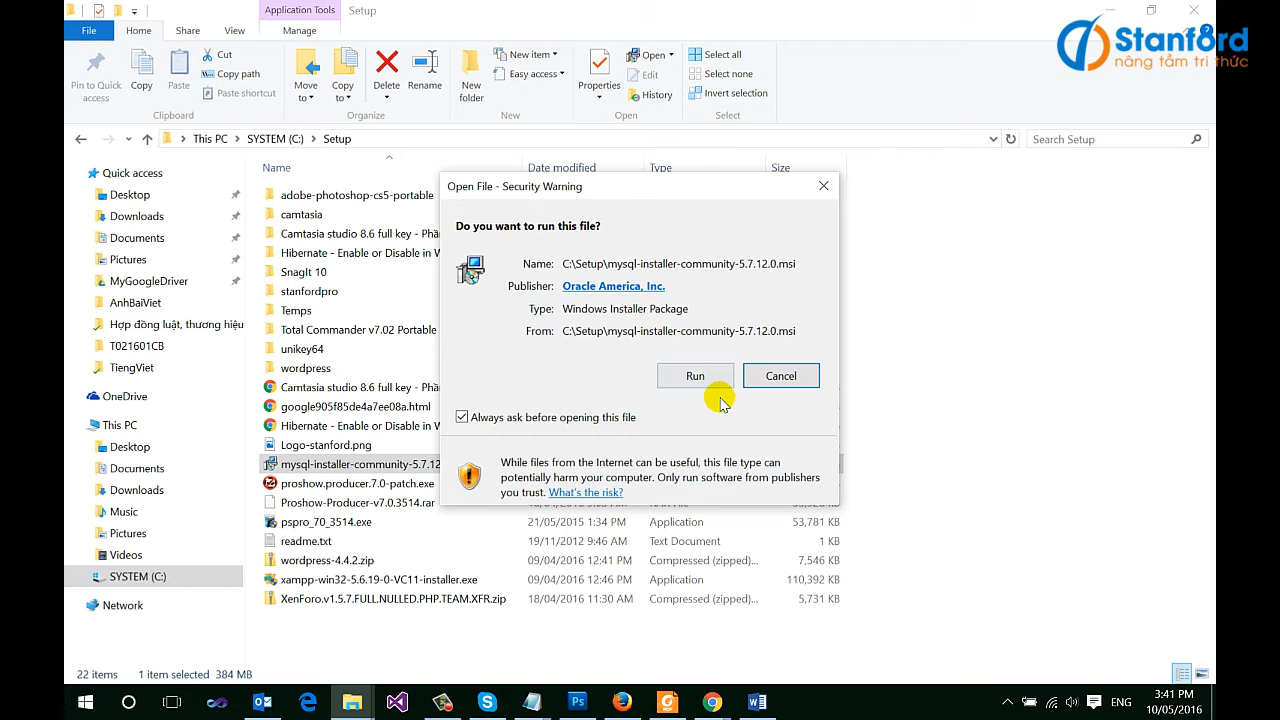 Application Tools
Setup
File
Home
Share
View
Manage
Stanford
nâng tầm tri thức
Pin to Quick access
Copy
Paste
Cut
Copy path
Paste shortcut
Clipboard
Move to
Copy to
Delete
Rename
Organize
New folder
New item
Easy access
New
Properties
Open
Edit
History
Open
Select all
Select none
Invert selection
Select
This PC
SYSTEM (C:)
Setup
Search Setup
Quick access
Desktop
Downloads
Documents
Pictures
MyGoogleDriver
AnhBaiViet
Hợp đồng luật, thương hiệu
T021601CB
TiengViet
OneDrive
This PC
Desktop
Documents
Downloads
Music
Pictures
Videos
SYSTEM (C:)
Network
Name
Date modified
Type
Size
adobe-photoshop-cs5-portable
camtasia
Camtasia studio 8.6 full key - Phầ
Hibernate - Enable or Disable in W
SnagIt 10
stanfordpro
Temps
Total Commander v7.02 Portable
unikey64
wordpress
Camtasia studio 8.6 full key - Phầ
google905f85de4a7ee08a.html
Hibernate - Enable or Disable in W
Logo-stanford.png
mysql-installer-community-5.7.12
proshow.producer.7.0-patch.exe
Proshow-Producer-v7.0.3514.rar
pspro_70_3514.exe 21/05/2015 1:34 PM Application 53,781 KB
readme.txt 19/11/2012 9:46 AM Text Document 1 KB
wordpress-4.4.2.zip 09/04/2016 12:41 PM Compressed (zipped)... 7,546 KB
xampp-win32-5.6.19-0-VC11-installer.exe 09/04/2016 12:46 PM Application 110,392 KB
XenForo.v1.5.7.FULL.NULLED.PHP.TEAM.XFR.zip 18/04/2016 11:30 AM Compressed (zipped)... 5,731 KB
Open File - Security Warning
Do you want to run this file?
Name: C:\Setup\mysql-installer-community-5.7.12.0.msi
Publisher: Oracle America, Inc.
Type: Windows Installer Package
From: C:\Setup\mysql-installer-community-5.7.12.0.msi
Run
Cancel
Always ask before opening this file
While files from the Internet can be useful, this file type can
potentially harm your computer. Only run software from publishers
you trust. What's the risk?
22 items 1 item selected 384 MB
ENG
3:41 PM
10/05/2016